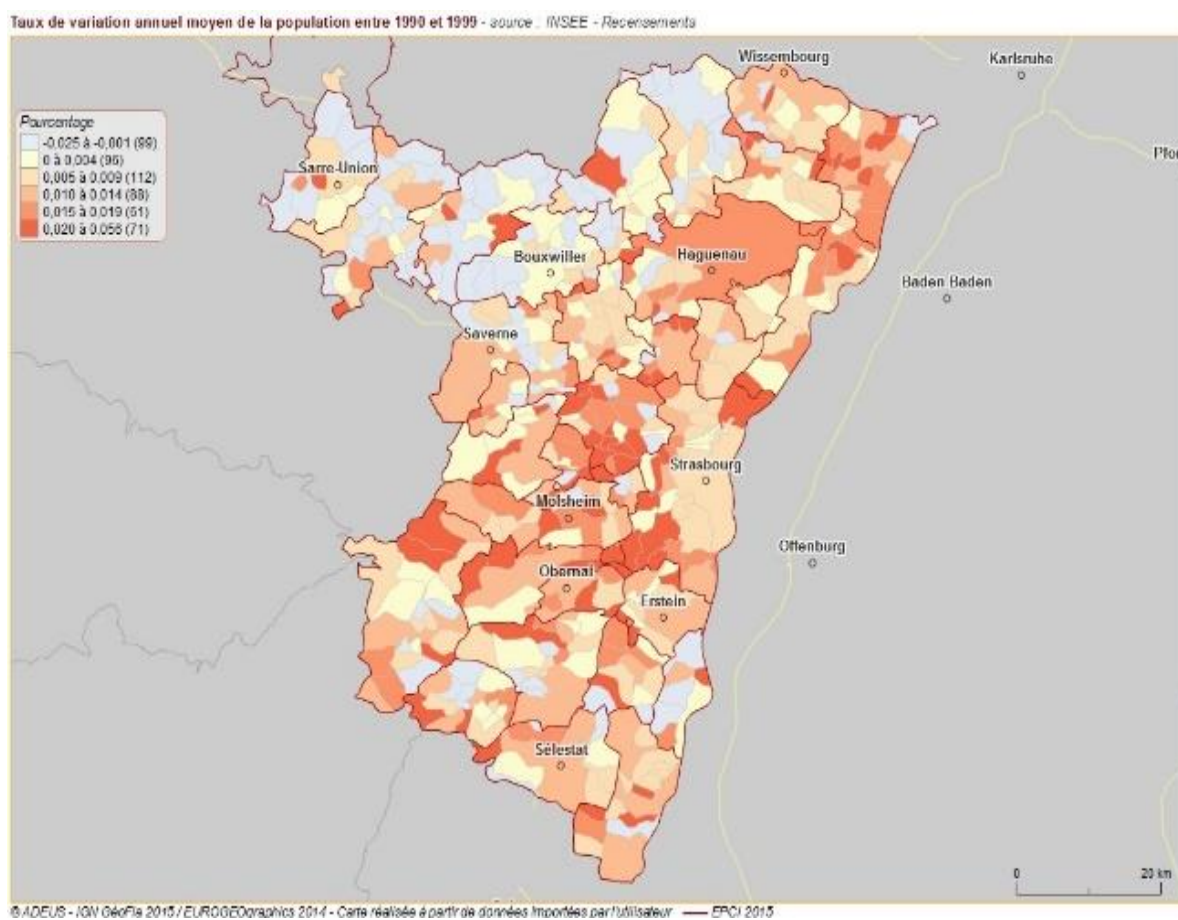 Taux de variation annuel moyen de la population entre 1990 et 1999 - source : INSEE - Recensements
Wissembourg
Karlsruhe
Pourcentage
-0,025 à -0,001 (99)
0 à 0,004 (96)
0,005 à 0,009 (112)
0,010 à 0,014 (88)
0,015 à 0,019 (61)
0,020 à 0,056 (71)
Pfor
Sarre-Union
Bouxwiller
Haguenau
Baden Baden
Saverne
Strasbourg
Molsheim
Offenburg
Obernai
Erstein
Sélestat
0 20 km
© ADEUS - IGN GéoFla 2015 / EUROGEOgraphics 2014 - Carte réalisée à partir de données importées par l'utilisateur EPCI 2015